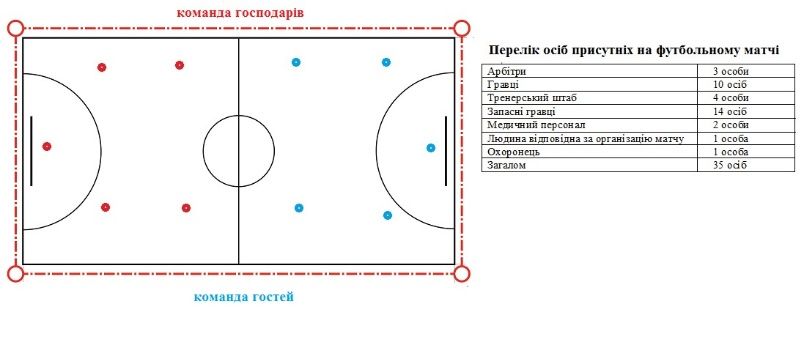 команда господарів
Перелік осіб присутніх на футбольному матчі
Арбітри 3 особи
Гравці 10 осіб
Тренерський штаб 4 особи
Запасні гравці 14 осіб
Медичний персонал 2 особи
Людина відповідна за організацію матчу 1 особа
Охоронець 1 особа
Загалом 35 осіб
команда гостей